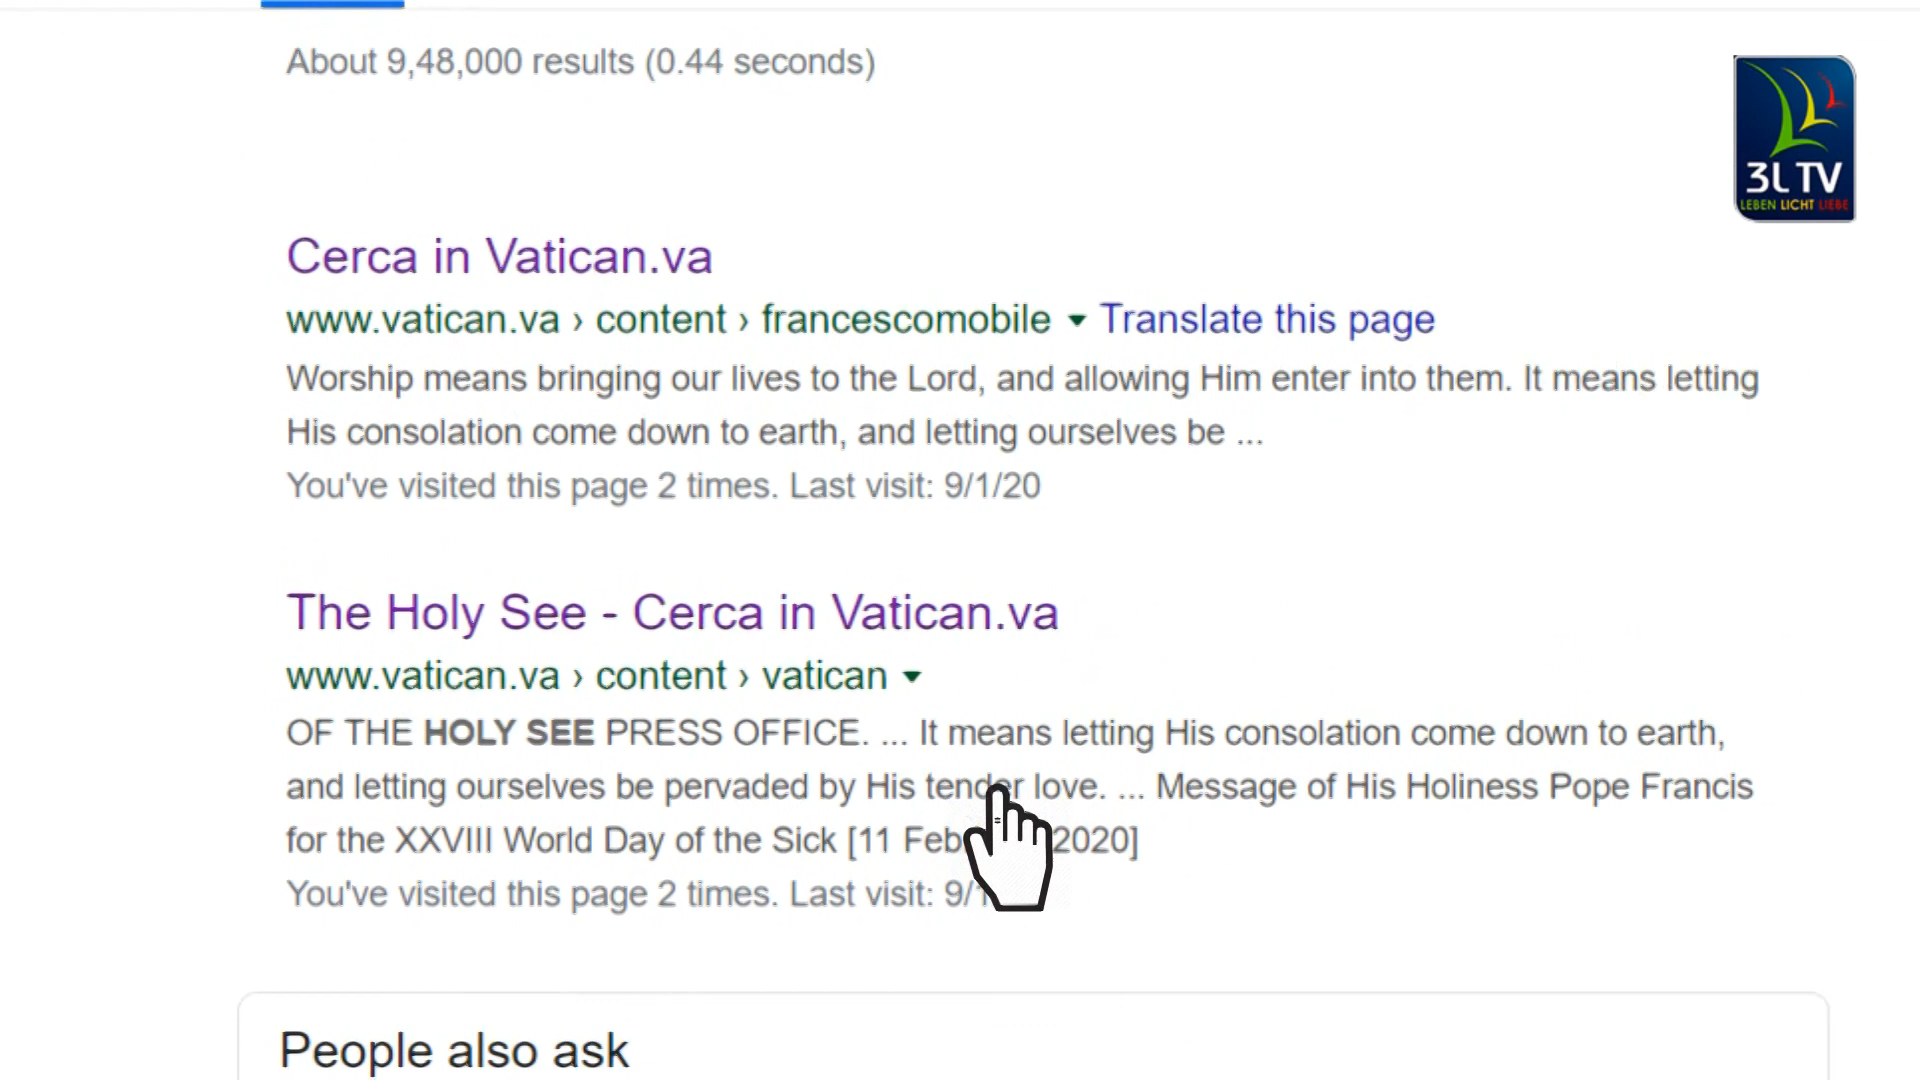 About 9,48,000 results (0.44 seconds)
3L TV
LEBEN LICHT LIEBE
Cerca in Vatican.va
www.vatican.va › content › francescomobile ▾ Translate this page
Worship means bringing our lives to the Lord, and allowing Him enter into them. It means letting
His consolation come down to earth, and letting ourselves be ...
You've visited this page 2 times. Last visit: 9/1/20
The Holy See - Cerca in Vatican.va
www.vatican.va › content › vatican ▾
OF THE HOLY SEE PRESS OFFICE. ... It means letting His consolation come down to earth,
and letting ourselves be pervaded by His tender love. ... Message of His Holiness Pope Francis
for the XXVIII World Day of the Sick [11 Feb 2020]
You've visited this page 2 times. Last visit: 9/
People also ask